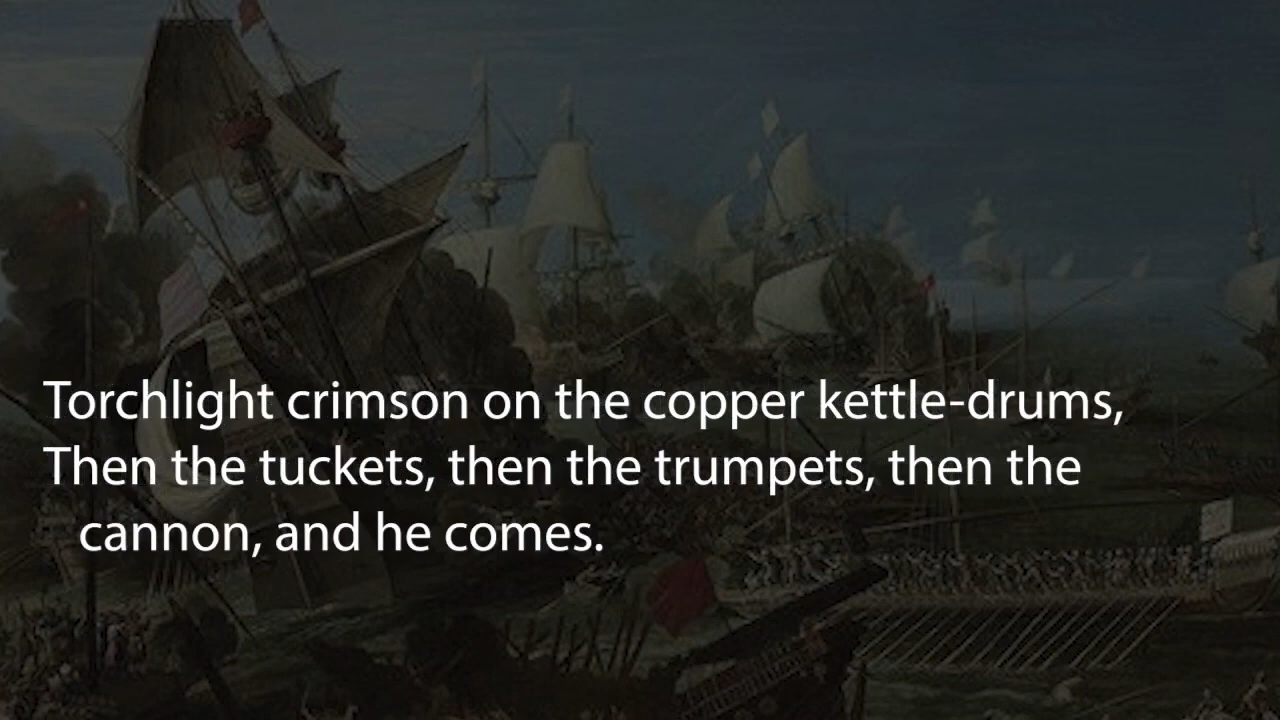 Torchlight crimson on the copper kettle-drums,
Then the tuckets, then the trumpets, then the
cannon, and he comes.